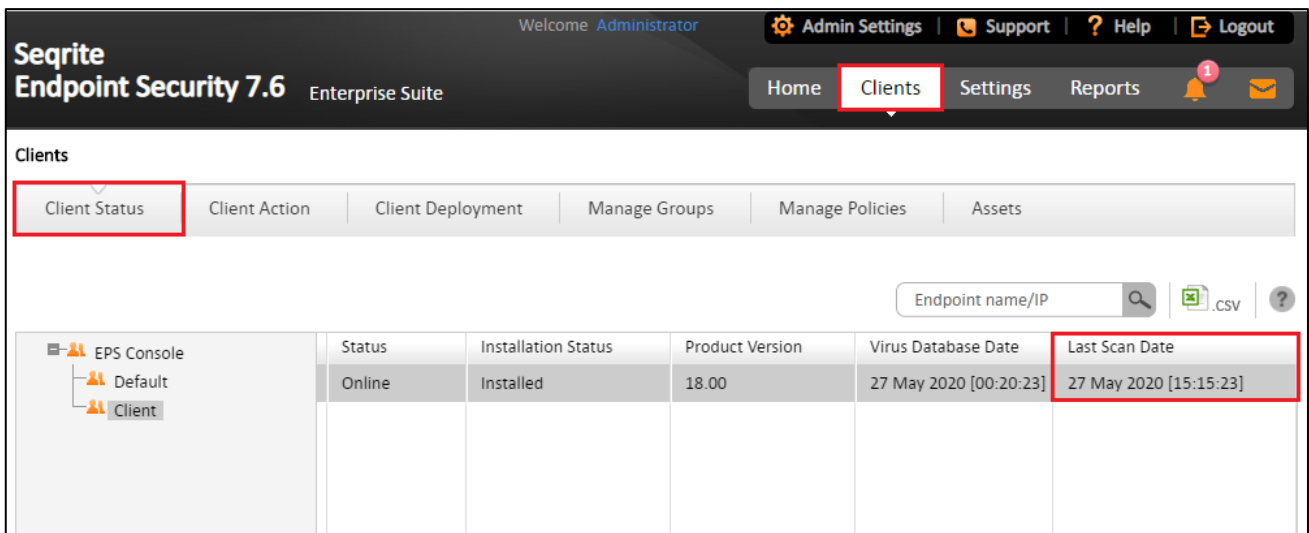 Welcome Administrator
Admin Settings | Support | ? Help | Logout
Seqrite
Endpoint Security 7.6 Enterprise Suite
Home Clients Settings Reports 1
Clients
Client Status Client Action Client Deployment Manage Groups Manage Policies Assets
Endpoint name/IP .csv ?
EPS Console
Default
Client
Status Installation Status Product Version Virus Database Date Last Scan Date
Online Installed 18.00 27 May 2020 [00:20:23] 27 May 2020 [15:15:23]